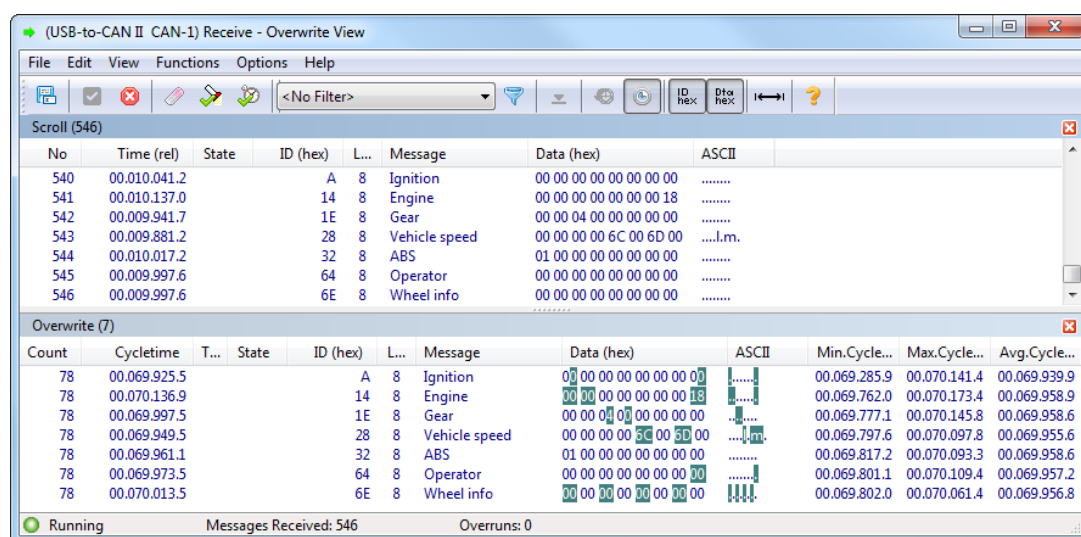 (USB-to-CAN II CAN-1) Receive - Overwrite View
File Edit View Functions Options Help
<No Filter> ID hex Dta hex
Scroll (546)
No Time (rel) State ID (hex) L... Message Data (hex) ASCII
540 00.010.041.2 A 8 Ignition 00 00 00 00 00 00 00 00 ........
541 00.010.137.0 14 8 Engine 00 00 00 00 00 00 00 18 ........
542 00.009.941.7 1E 8 Gear 00 00 04 00 00 00 00 00 ........
543 00.009.881.2 28 8 Vehicle speed 00 00 00 00 6C 00 6D 00 ....l.m.
544 00.010.017.2 32 8 ABS 01 00 00 00 00 00 00 00 ........
545 00.009.997.6 64 8 Operator 00 00 00 00 00 00 00 00 ........
546 00.009.997.6 6E 8 Wheel info 00 00 00 00 00 00 00 00 ........
Overwrite (7)
Count Cycletime T... State ID (hex) L... Message Data (hex) ASCII Min.Cycle... Max.Cycle... Avg.Cycle...
78 00.069.925.5 A 8 Ignition 00 00 00 00 00 00 00 00 ........ 00.069.285.9 00.070.141.4 00.069.939.9
78 00.070.136.9 14 8 Engine 00 00 00 00 00 00 00 18 ........ 00.069.762.0 00.070.173.4 00.069.958.9
78 00.069.997.5 1E 8 Gear 00 00 04 00 00 00 00 00 ........ 00.069.777.1 00.070.145.8 00.069.958.6
78 00.069.949.5 28 8 Vehicle speed 00 00 00 00 6C 00 6D 00 ....l.m. 00.069.797.6 00.070.097.8 00.069.955.6
78 00.069.961.1 32 8 ABS 01 00 00 00 00 00 00 00 ........ 00.069.817.2 00.070.093.3 00.069.958.6
78 00.069.973.5 64 8 Operator 00 00 00 00 00 00 00 00 ........ 00.069.801.1 00.070.109.4 00.069.957.2
78 00.070.013.5 6E 8 Wheel info 00 00 00 00 00 00 00 00 ........ 00.069.802.0 00.070.061.4 00.069.956.8
Running Messages Received: 546 Overruns: 0